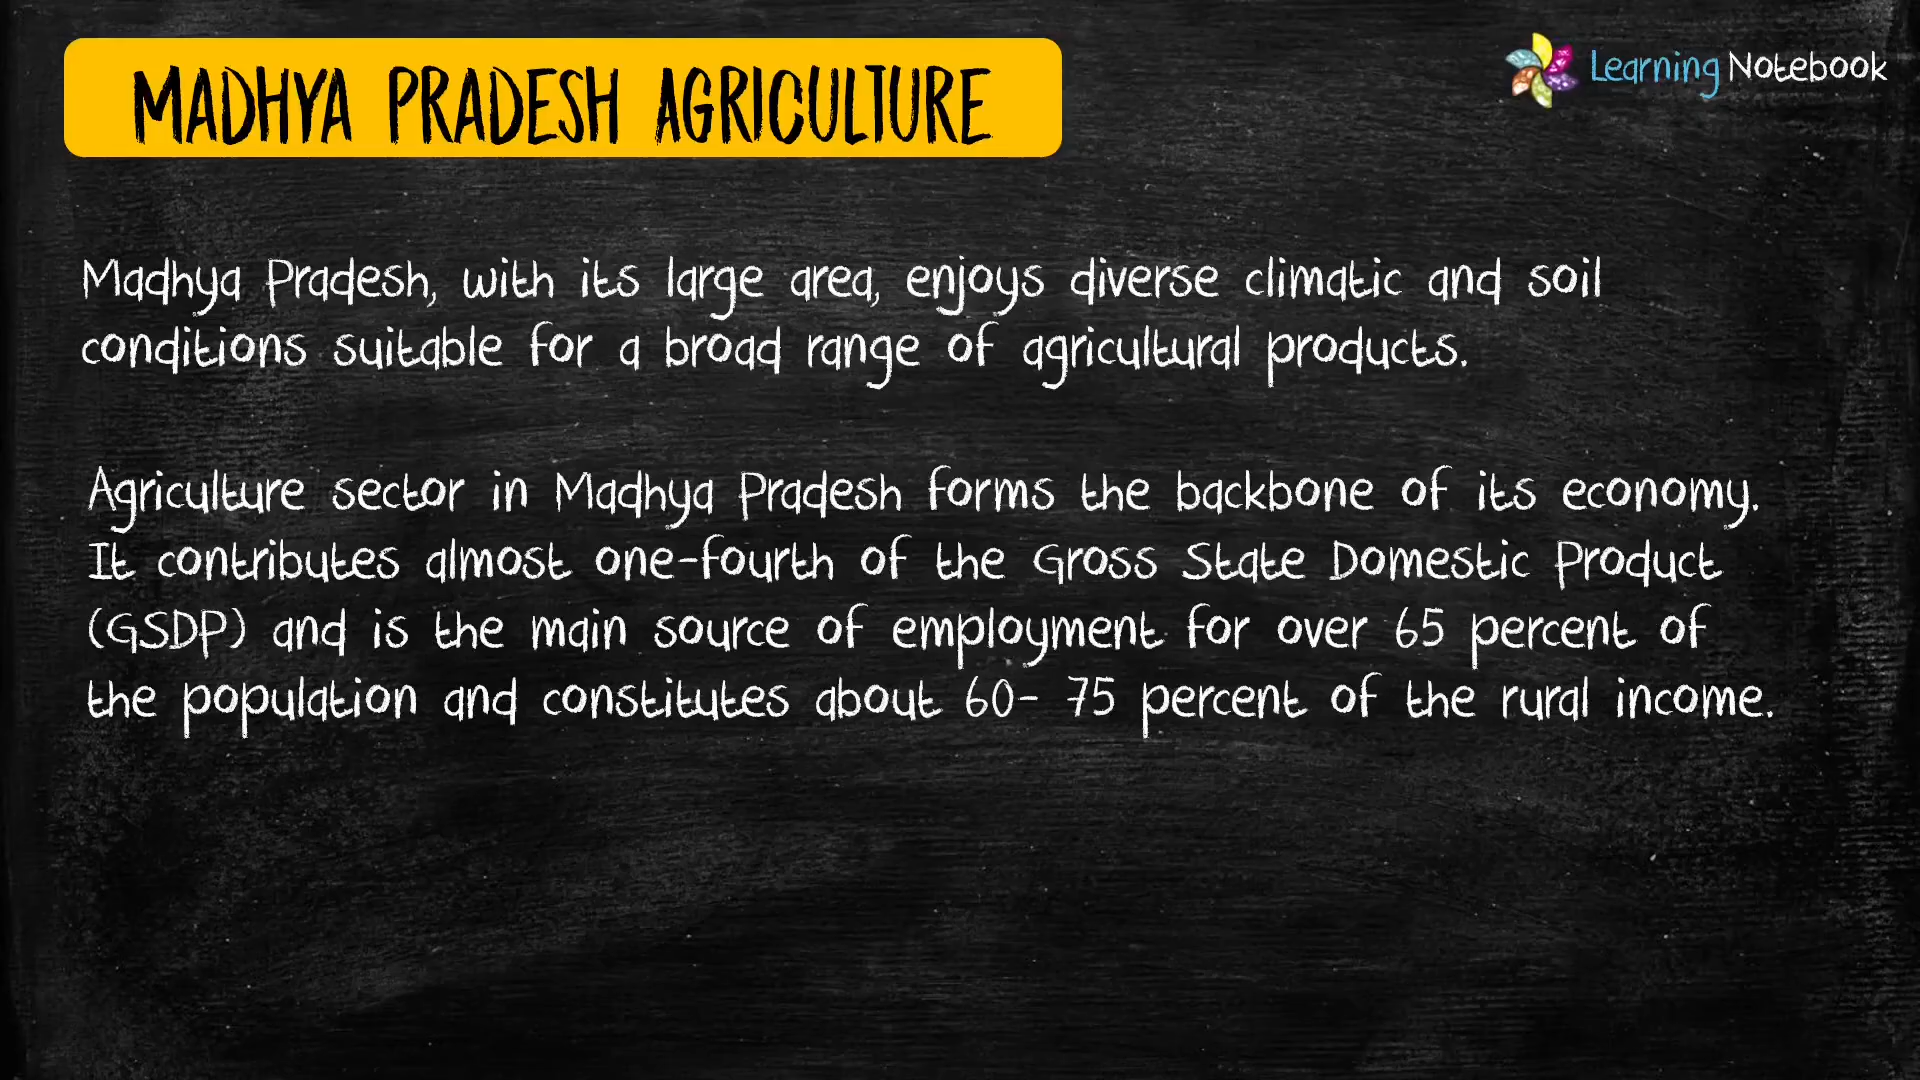 MADHYA PRADESH AGRICULTURE
Learning Notebook
Madhya Pradesh, with its large area, enjoys diverse climatic and soil
conditions suitable for a broad range of agricultural products.
Agriculture sector in Madhya Pradesh forms the backbone of its economy.
It contributes almost one-fourth of the Gross State Domestic Product
(GSDP) and is the main source of employment for over 65 percent of
the population and constitutes about 60- 75 percent of the rural income.